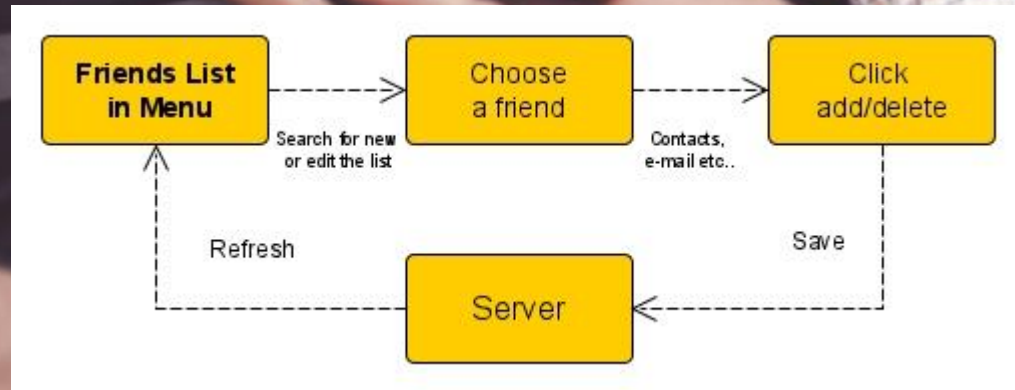 Friends List
in Menu
Search for new
or edit the list
Choose
a friend
Contacts,
e-mail etc..
Click
add/delete
Save
Server
Refresh